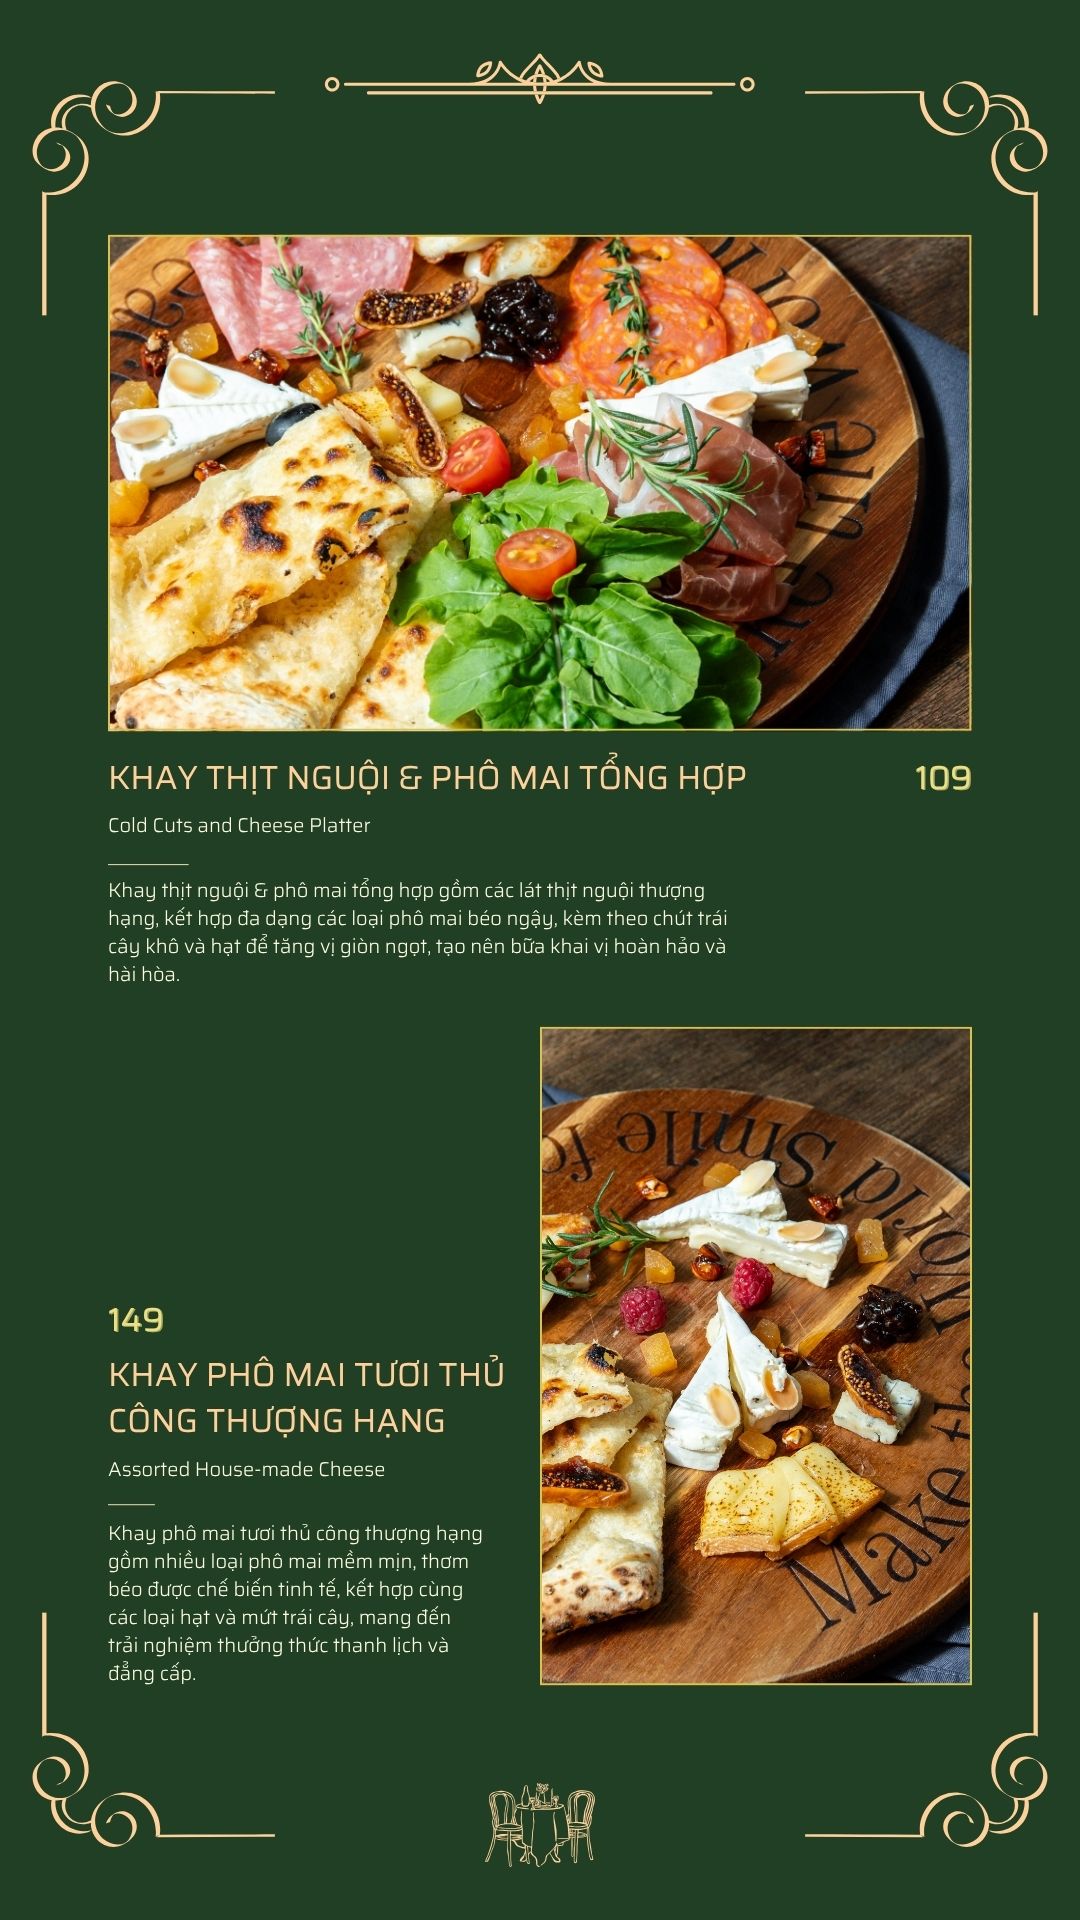 KHAY THỊT NGUỘI & PHÔ MAI TỔNG HỢP 109
Cold Cuts and Cheese Platter
Khay thịt nguội & phô mai tổng hợp gồm các lát thịt nguội thượng
hạng, kết hợp đa dạng các loại phô mai béo ngậy, kèm theo chút trái
cây khô và hạt để tăng vị giòn ngọt, tạo nên bữa khai vị hoàn hảo và
hài hòa.
Smile fo
World
Make the
149
KHAY PHÔ MAI TƯƠI THỦ
CÔNG THƯỢNG HẠNG
Assorted House-made Cheese
Khay phô mai tươi thủ công thượng hạng
gồm nhiều loại phô mai mềm mịn, thơm
béo được chế biến tinh tế, kết hợp cùng
các loại hạt và mứt trái cây, mang đến
trải nghiệm thưởng thức thanh lịch và
đẳng cấp.